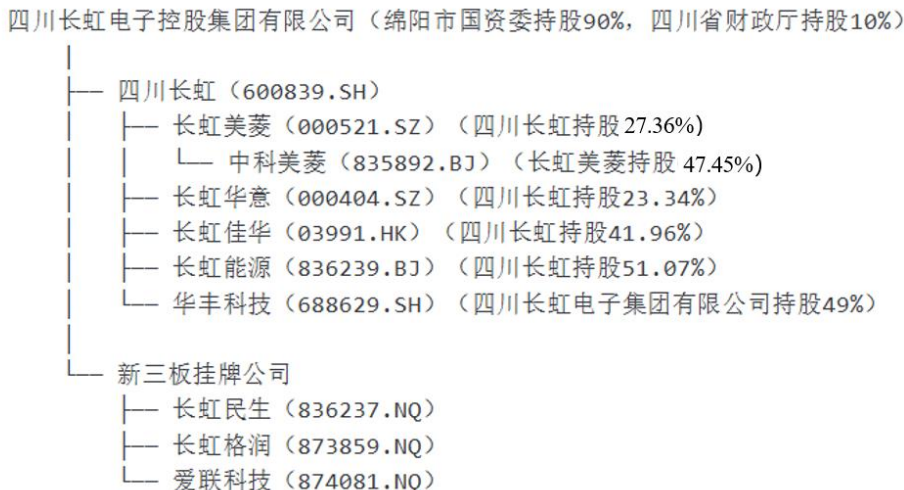 四川长虹电子控股集团有限公司（绵阳市国资委持股90%，四川省财政厅持股10%）
四川长虹（600839.SH）
长虹美菱（000521.SZ）（四川长虹持股27.36%)
中科美菱（835892.BJ）（长虹美菱持股 47.45%)
长虹华意（000404.SZ）（四川长虹持股23.34%）
长虹佳华（03991.HK）（四川长虹持股41.96%）
长虹能源（836239.BJ）（四川长虹持股51.07%）
华丰科技（688629.SH）（四川长虹电子集团有限公司持股49%）
新三板挂牌公司
长虹民生（836237.NQ）
长虹格润（873859.NQ）
爱联科技（874081.NQ）